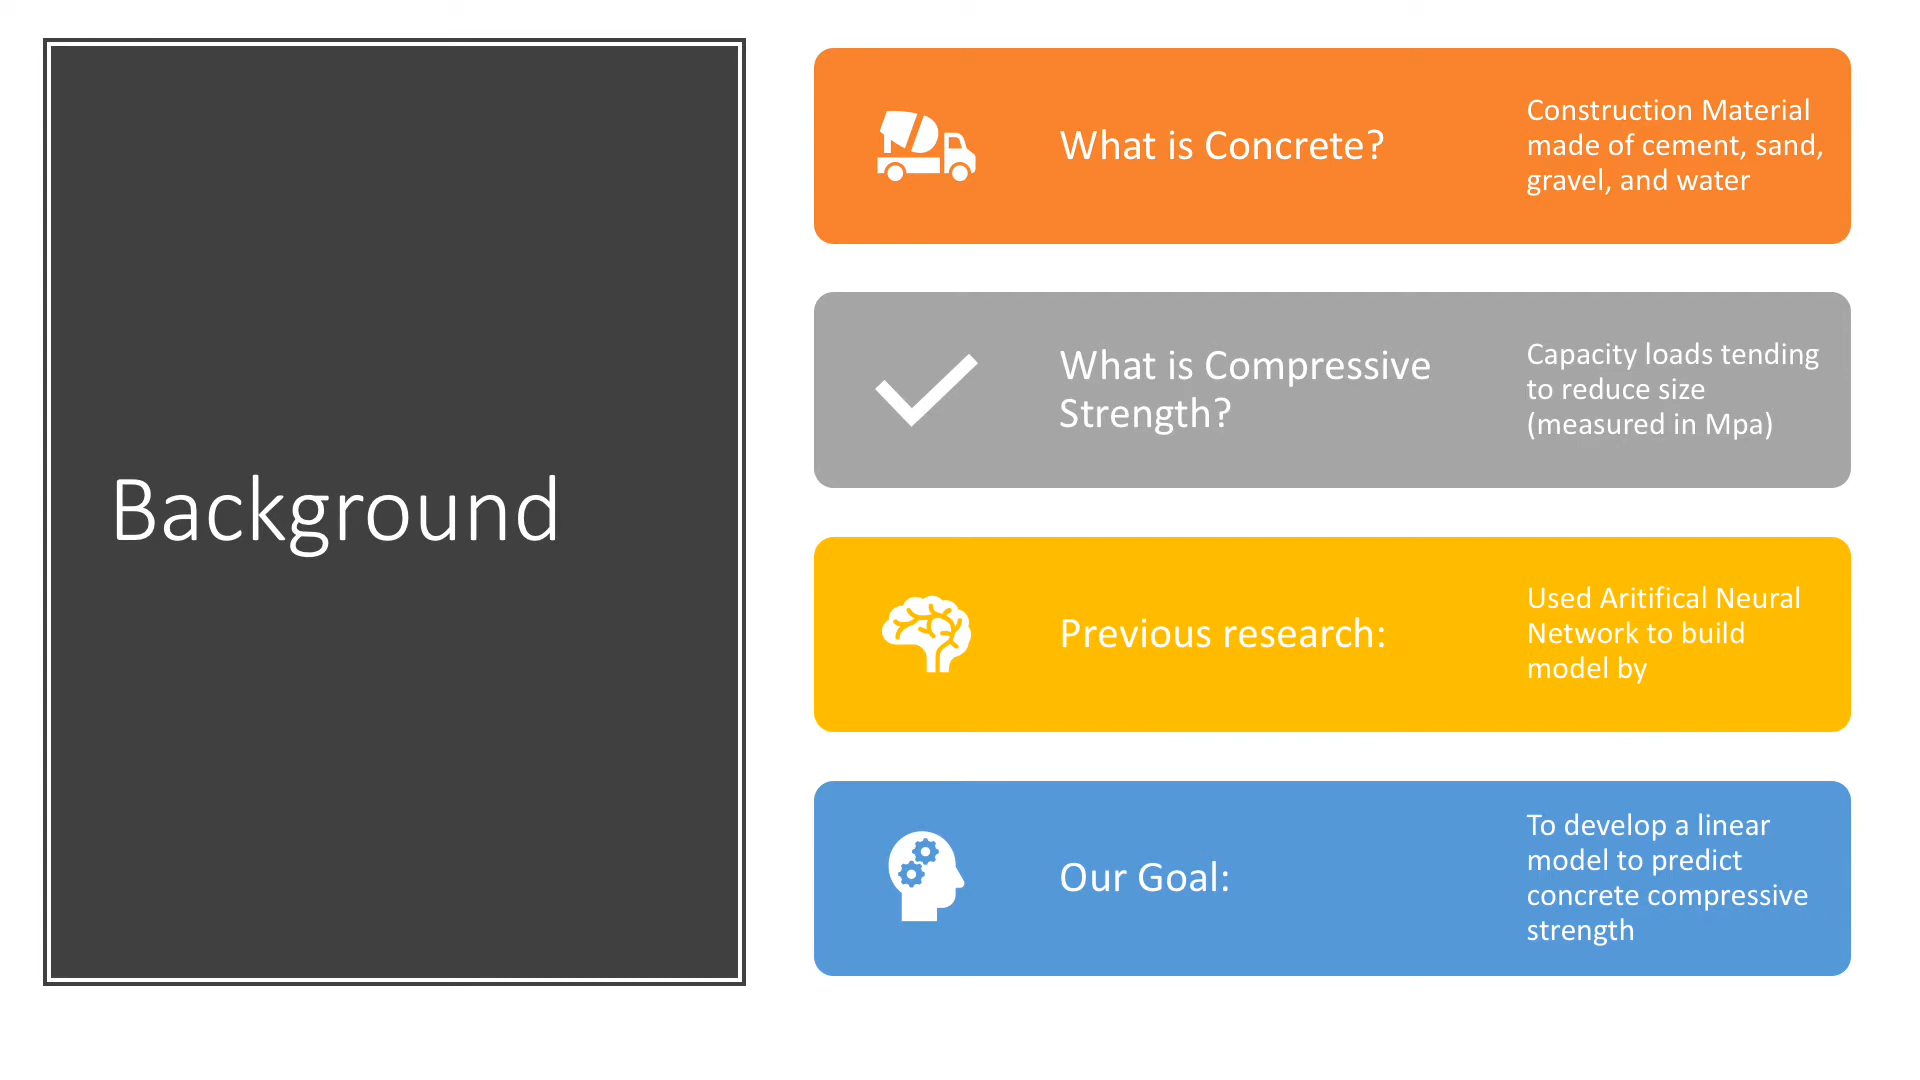 Background
What is Concrete?
Construction Material
made of cement, sand,
gravel, and water
What is Compressive
Strength?
Capacity loads tending
to reduce size
(measured in Mpa)
Previous research:
Used Aritifical Neural
Network to build
model by
Our Goal:
To develop a linear
model to predict
concrete compressive
strength